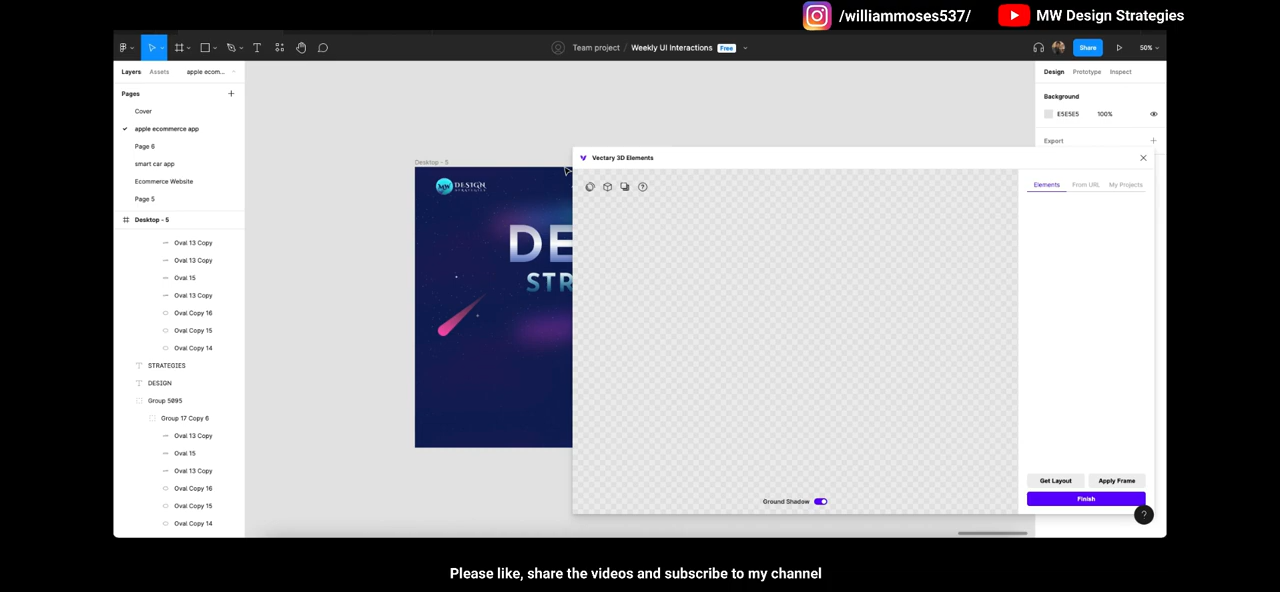 /williammoses537/
MW Design Strategies
Team project / Weekly UI Interactions Free
Share
50%
Layers Assets apple ecom...
Pages
Cover
apple ecommerce app
Page 6
smart car app
Ecommerce Website
Page 5
Desktop - 5
Oval 13 Copy
Oval 13 Copy
Oval 15
Oval 13 Copy
Oval Copy 16
Oval Copy 15
Oval Copy 14
STRATEGIES
DESIGN
Group 5095
Group 17 Copy 6
Oval 13 Copy
Oval 15
Oval 13 Copy
Oval Copy 16
Oval Copy 15
Oval Copy 14
Desktop - 5
MW DESIGN
STRATEGIES
DE
STR
Vectary 3D Elements
Elements From URL My Projects
Ground Shadow
Get Layout Apply Frame
Finish
?
Design Prototype Inspect
Background
E5E5E5 100%
Export
Please like, share the videos and subscribe to my channel